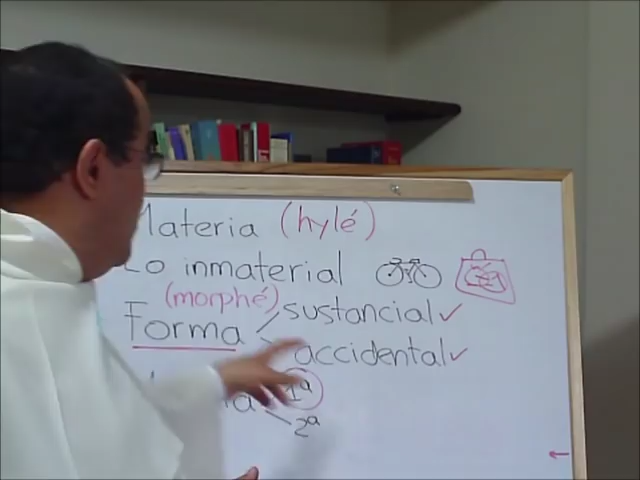 Materia (hylé)
Lo inmaterial
(morphé) sustancial
Forma
accidental
1ª
2ª